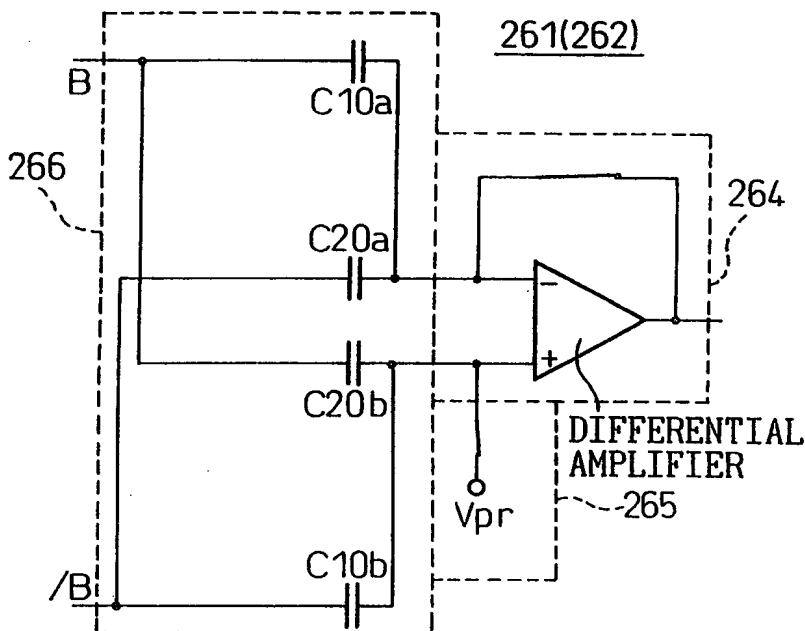 261(262)
B
C10a
266
264
C20a
−
+
C20b
DIFFERENTIAL
AMPLIFIER
Vpr
265
C10b
/B